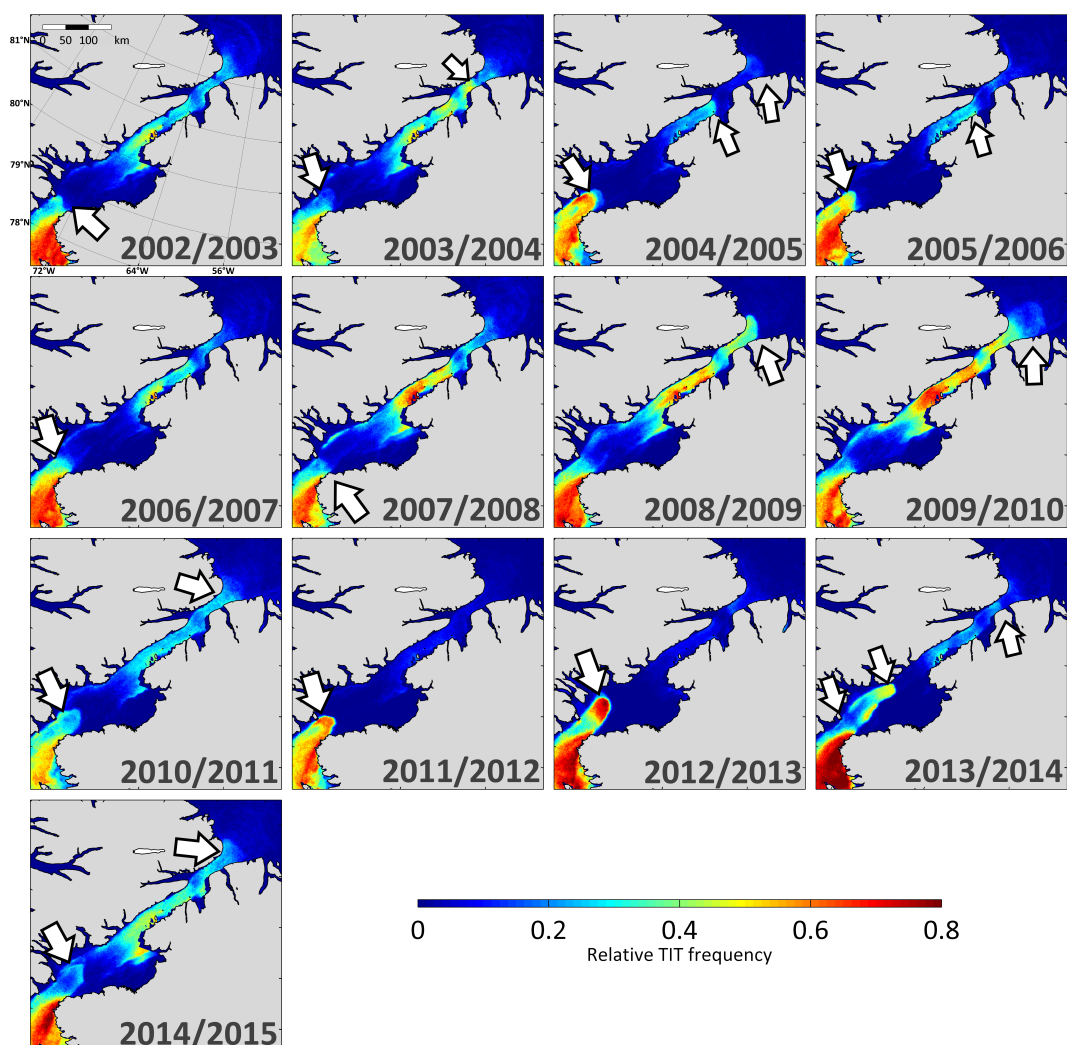 81°N
0 50 100 km
80°N
79°N
78°N
72°W 64°W 56°W
2002/2003
2003/2004
2004/2005
2005/2006
2006/2007
2007/2008
2008/2009
2009/2010
2010/2011
2011/2012
2012/2013
2013/2014
2014/2015
0 0.2 0.4 0.6 0.8
Relative TIT frequency